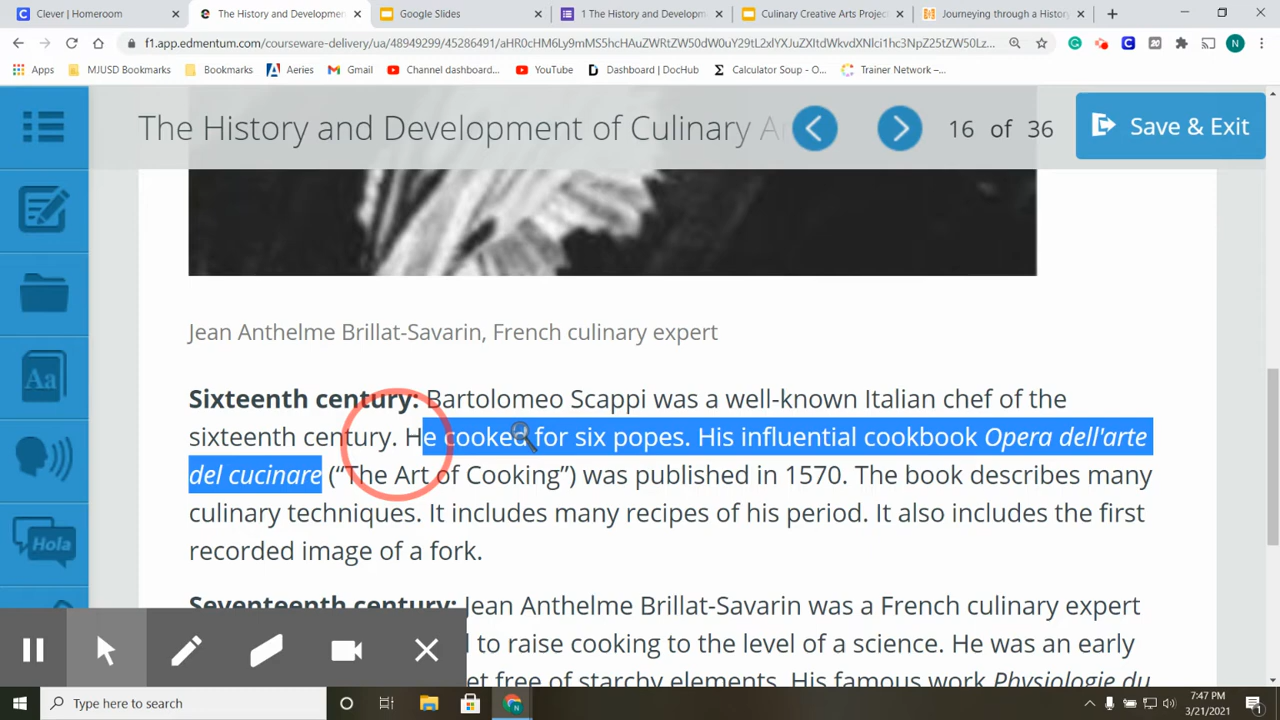 Clever | Homeroom
The History and Developmen
Google Slides
1 The History and Developm
Culinary Creative Arts Project
Journeying through a History
f1.app.edmentum.com/courseware-delivery/ua/48949999/45286401/
Apps
MJUSD Bookmarks
Bookmarks
Aeries
Gmail
Channel dashboard...
YouTube
Dashboard | DocHub
Calculator Soup - O...
Trainer Network –...
The History and Development of Culinary A
16 of 36
Save & Exit
Aa
Hola
Jean Anthelme Brillat-Savarin, French culinary expert
Sixteenth century: Bartolomeo Scappi was a well-known Italian chef of the
sixteenth century. He cooked for six popes. His influential cookbook Opera dell'arte
del cucinare (“The Art of Cooking”) was published in 1570. The book describes many
culinary techniques. It includes many recipes of his period. It also includes the first
recorded image of a fork.
Seventeenth century: Jean Anthelme Brillat-Savarin was a French culinary expert
to raise cooking to the level of a science. He was an early
free of starchy elements. His famous work Physiologie du
Type here to search
7:47 PM
3/21/2021